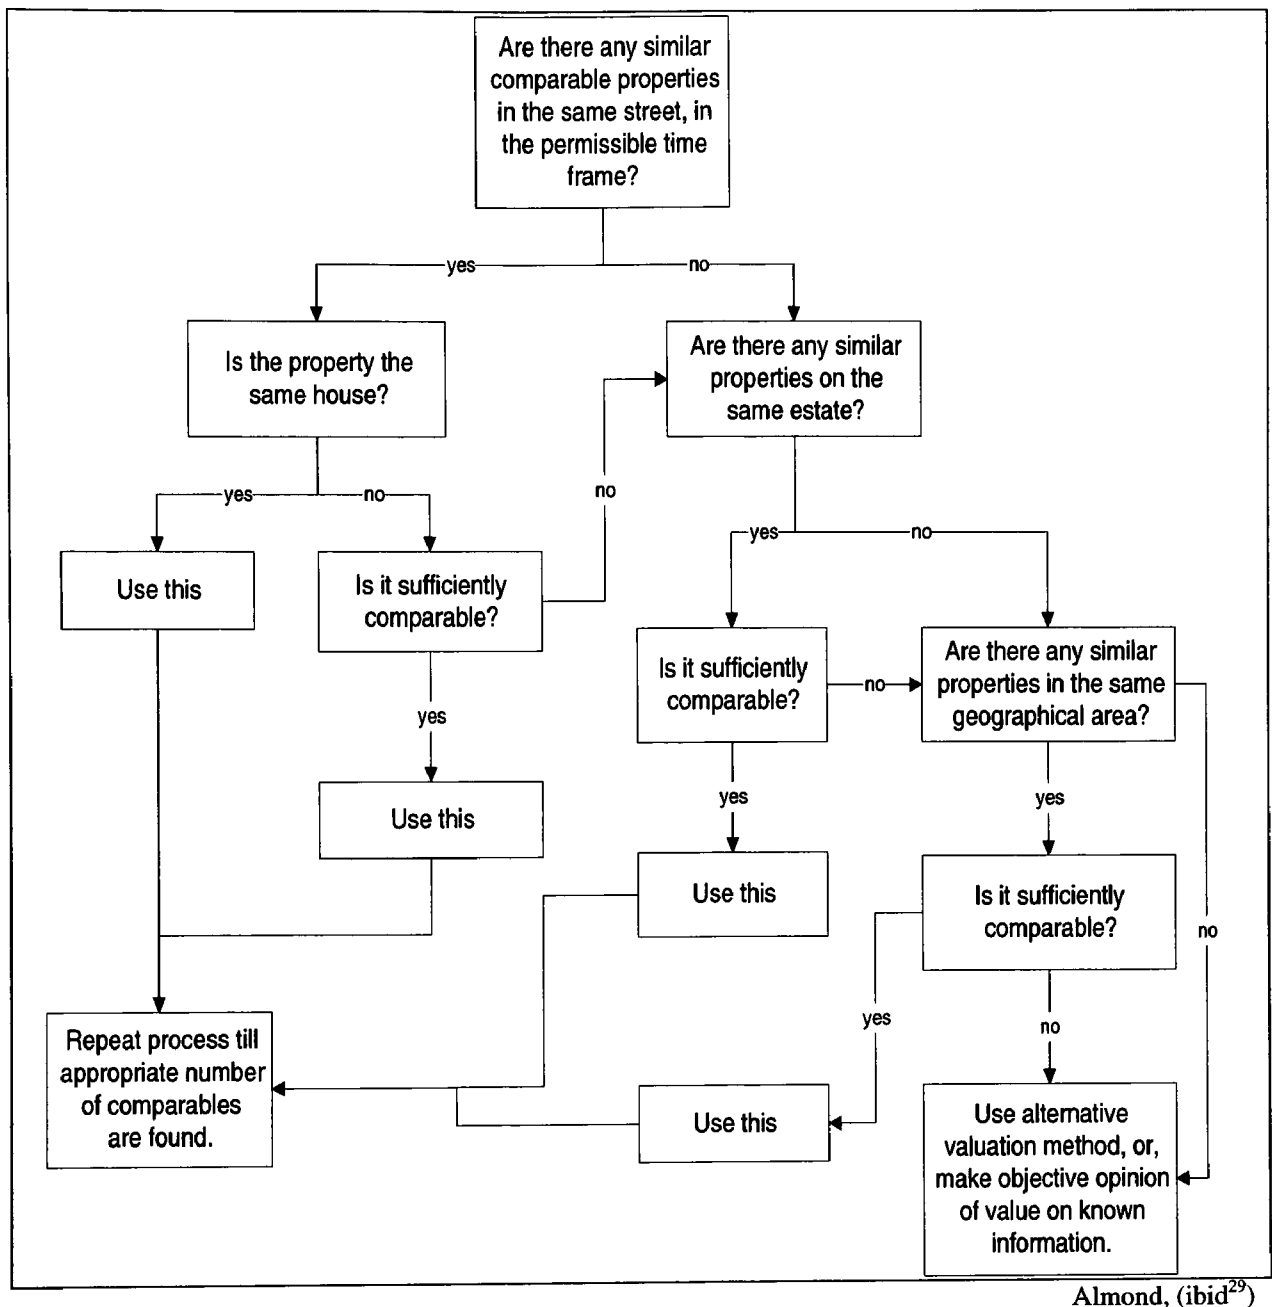 Are there any similar
comparable properties
in the same street, in
the permissible time
frame?
yes
no
Is the property the
same house?
Are there any similar
properties on the
same estate?
yes
no
no
yes
no
Use this
Is it sufficiently
comparable?
Is it sufficiently
comparable?
no
Are there any similar
properties in the same
geographical area?
yes
Use this
yes
yes
Use this
Is it sufficiently
comparable?
no
yes
no
Repeat process till
appropriate number
of comparables
are found.
Use this
Use alternative
valuation method, or,
make objective opinion
of value on known
information.
Almond, (ibid29)